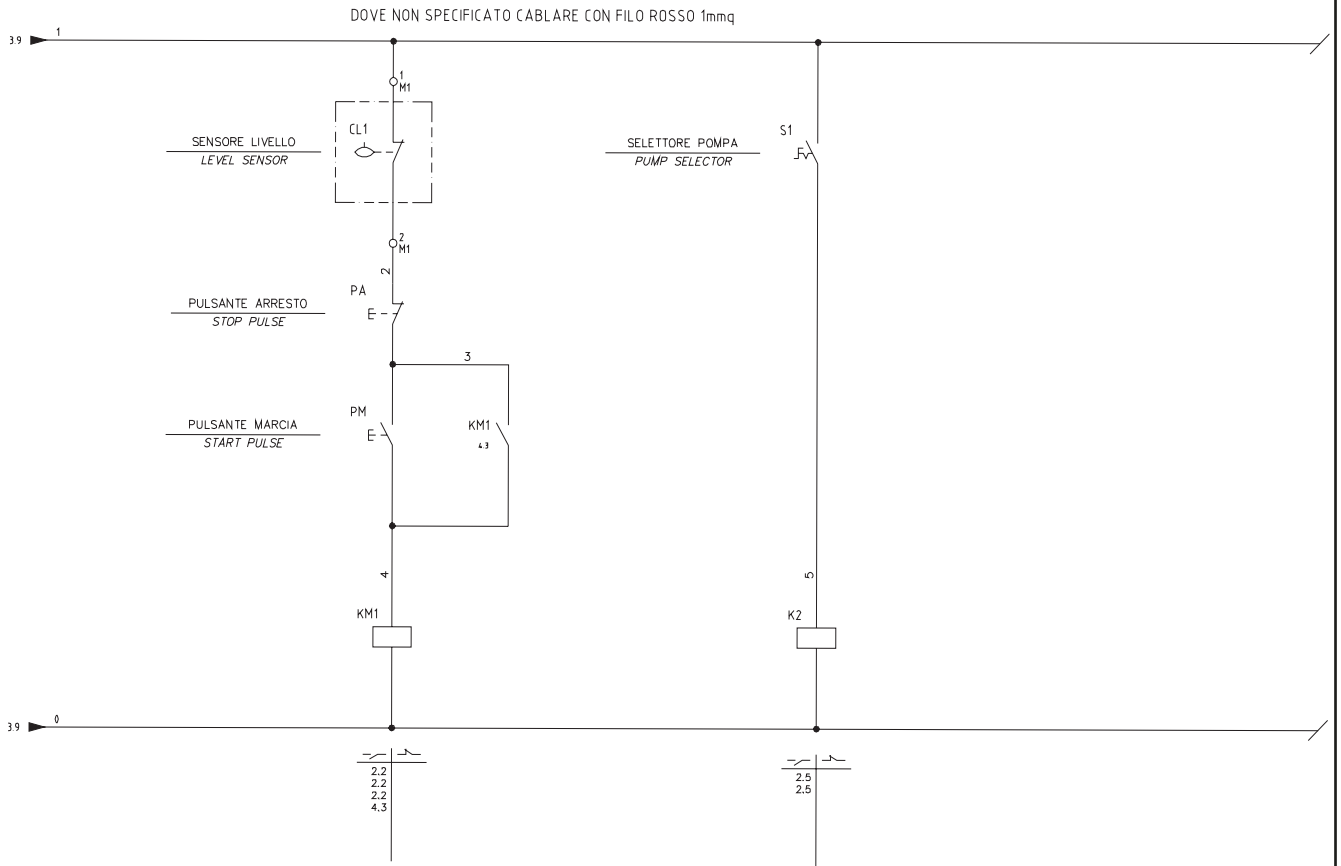 DOVE NON SPECIFICATO CABLARE CON FILO ROSSO 1mmq
3.9
1
1
M1
CL1
SENSORE LIVELLO
LEVEL SENSOR
S1
SELETTORE POMPA
PUMP SELECTOR
2
M1
2
PA
PULSANTE ARRESTO
STOP PULSE
3
PM
PULSANTE MARCIA
START PULSE
KM1
4.3
4
5
KM1
K2
3.9
0
2.2
2.2
2.2
4.3
2.5
2.5